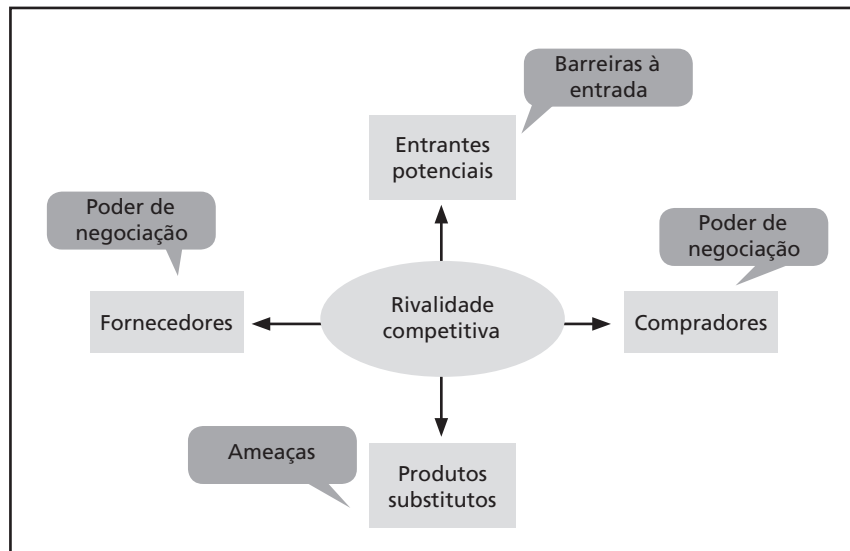 Barreiras à
entrada
Entrantes
potenciais
Poder de
negociação
Poder de
negociação
Fornecedores
Rivalidade
competitiva
Compradores
Ameaças
Produtos
substitutos